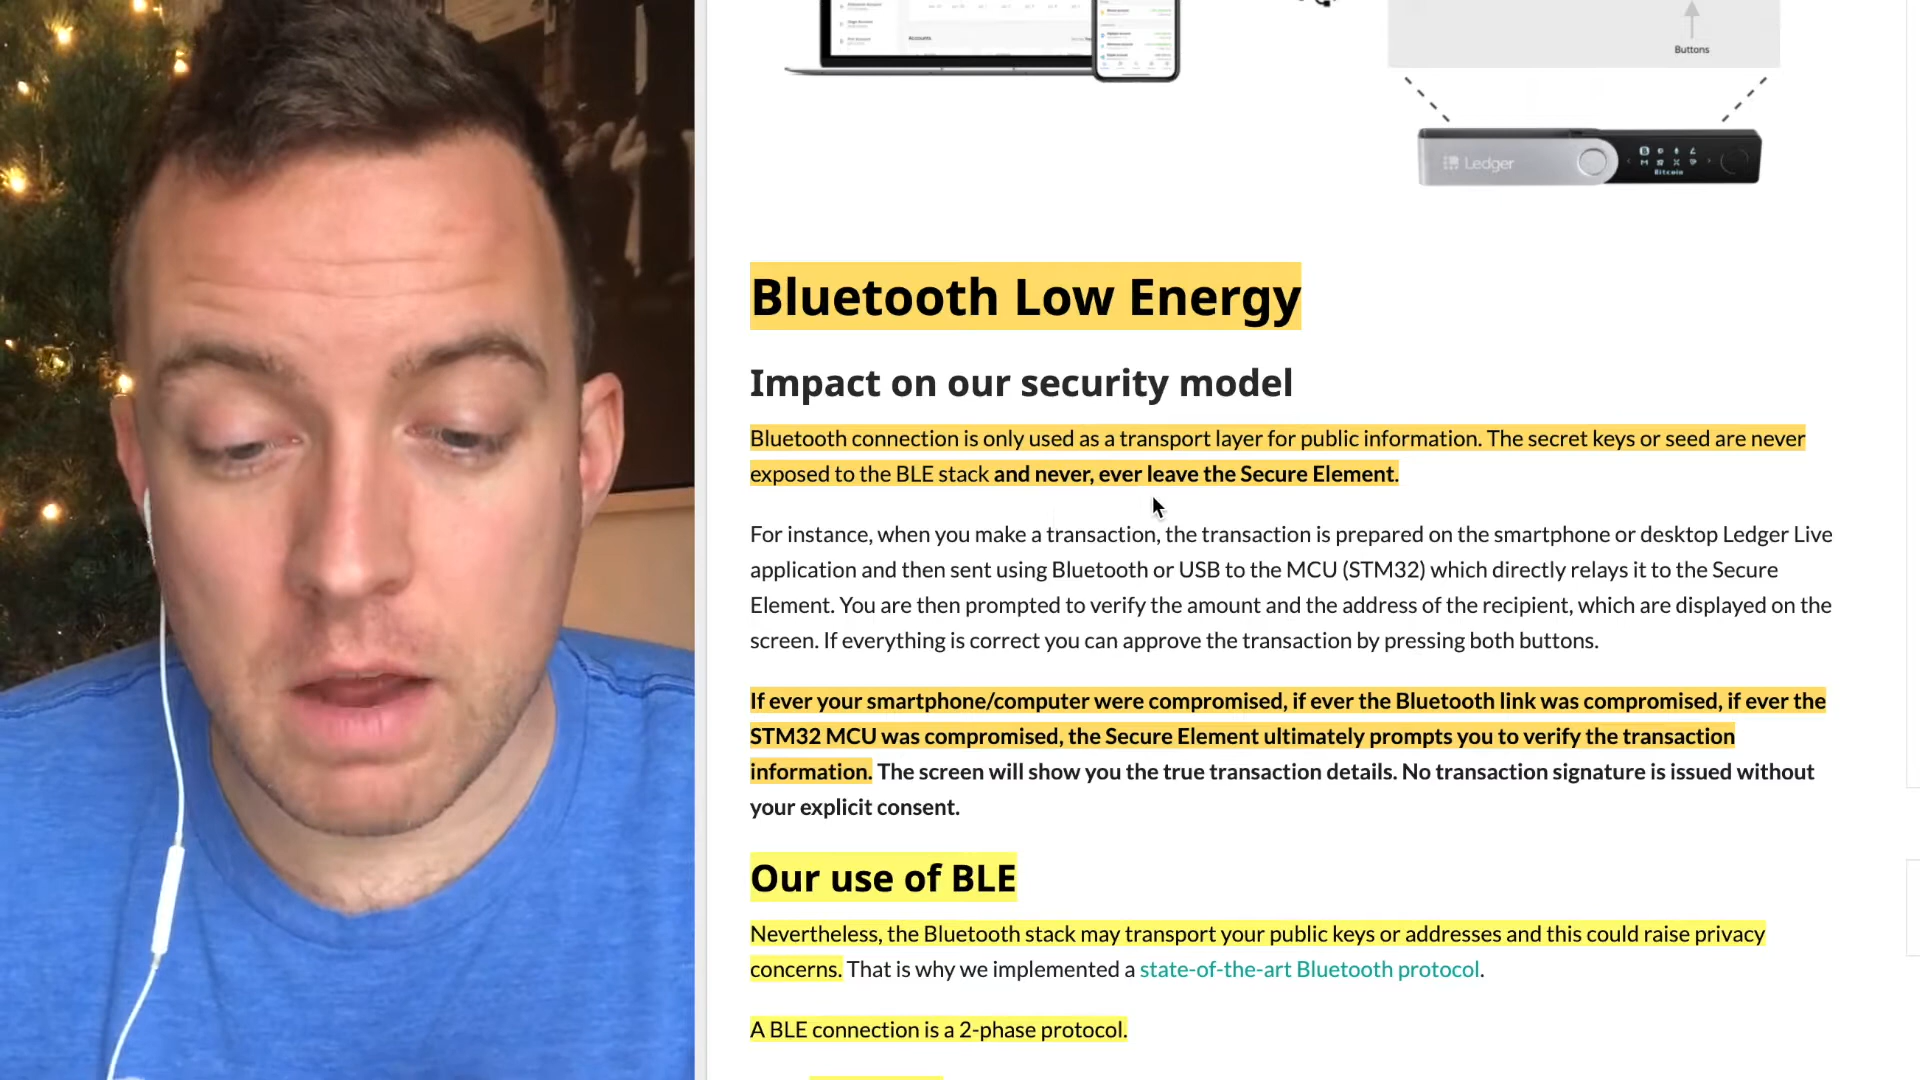 Accounts
Buttons
Ledger
Bitcoin
Bluetooth Low Energy
Impact on our security model
Bluetooth connection is only used as a transport layer for public information. The secret keys or seed are never
exposed to the BLE stack and never, ever leave the Secure Element.
For instance, when you make a transaction, the transaction is prepared on the smartphone or desktop Ledger Live
application and then sent using Bluetooth or USB to the MCU (STM32) which directly relays it to the Secure
Element. You are then prompted to verify the amount and the address of the recipient, which are displayed on the
screen. If everything is correct you can approve the transaction by pressing both buttons.
If ever your smartphone/computer were compromised, if ever the Bluetooth link was compromised, if ever the
STM32 MCU was compromised, the Secure Element ultimately prompts you to verify the transaction
information. The screen will show you the true transaction details. No transaction signature is issued without
your explicit consent.
Our use of BLE
Nevertheless, the Bluetooth stack may transport your public keys or addresses and this could raise privacy
concerns. That is why we implemented a state-of-the-art Bluetooth protocol.
A BLE connection is a 2-phase protocol.